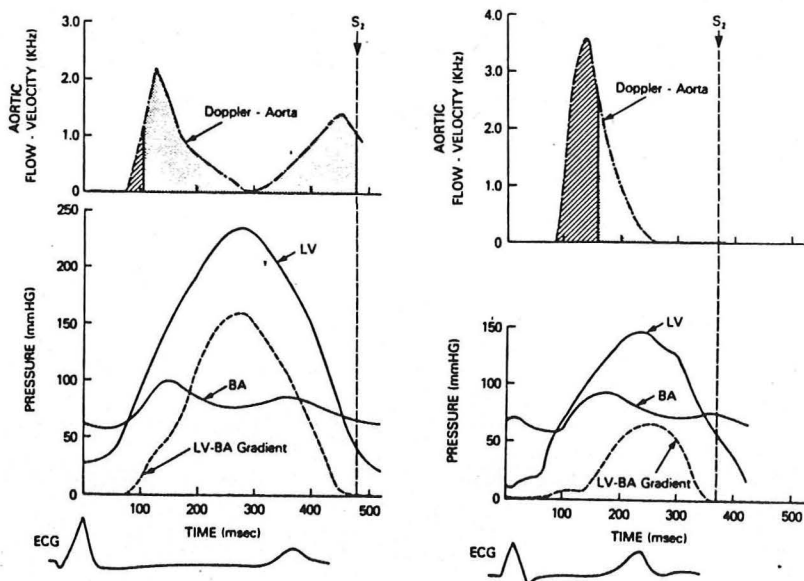 AORTIC
FLOW - VELOCITY (KHz)
3.0
2.0
1.0
0
S₂
Doppler - Aorta
PRESSURE (mmHG)
250
200
150
100
50
0
LV
BA
LV-BA Gradient
100 200 300 400 500
TIME (msec)
ECG
AORTIC
FLOW - VELOCITY (KHz)
4.0
3.0
2.0
1.0
0
S₂
Doppler - Aorta
PRESSURE (mmHG)
150
100
50
0
LV
BA
LV-BA Gradient
100 200 300 400 500
TIME (msec)
ECG